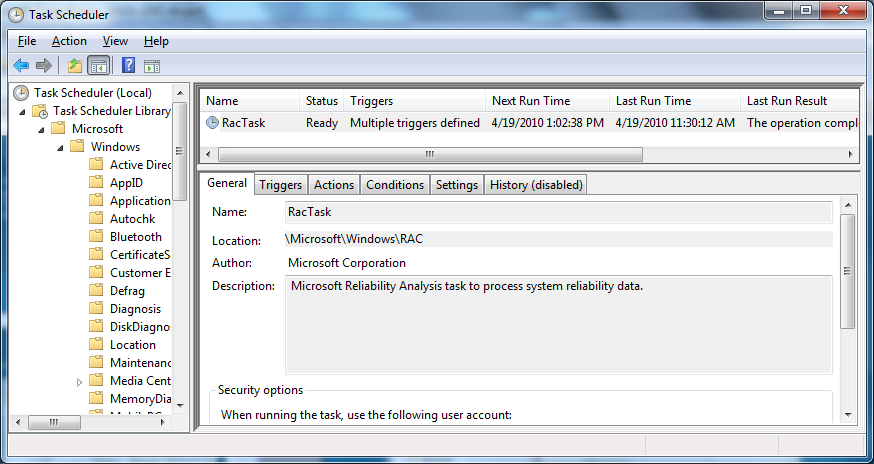 Task Scheduler
File Action View Help
Task Scheduler (Local)
Task Scheduler Library
Microsoft
Windows
Active Direc
AppID
Application
Autochk
Bluetooth
CertificateS
Customer E
Defrag
Diagnosis
DiskDiagno
Location
Maintenanc
Media Cent
MemoryDia
Name Status Triggers Next Run Time Last Run Time Last Run Result
RacTask Ready Multiple triggers defined 4/19/2010 1:02:38 PM 4/19/2010 11:30:12 AM The operation comple
General Triggers Actions Conditions Settings History (disabled)
Name: RacTask
Location: \Microsoft\Windows\RAC
Author: Microsoft Corporation
Description: Microsoft Reliability Analysis task to process system reliability data.
Security options
When running the task, use the following user account: